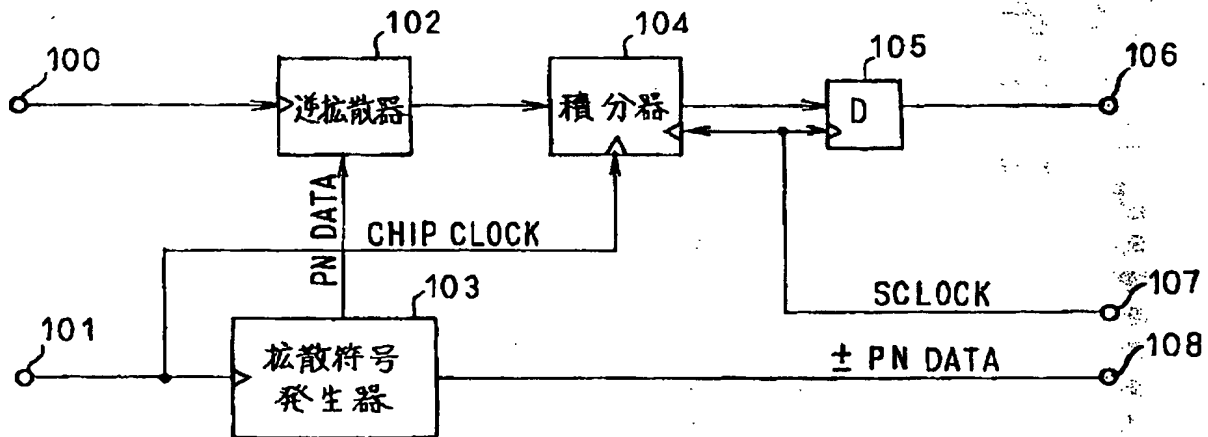 102
104
105
106
100
逆拡散器
積分器
D
PN DATA
CHIP CLOCK
103
SCLOCK
107
101
拡散符号
発生器
± PN DATA
108